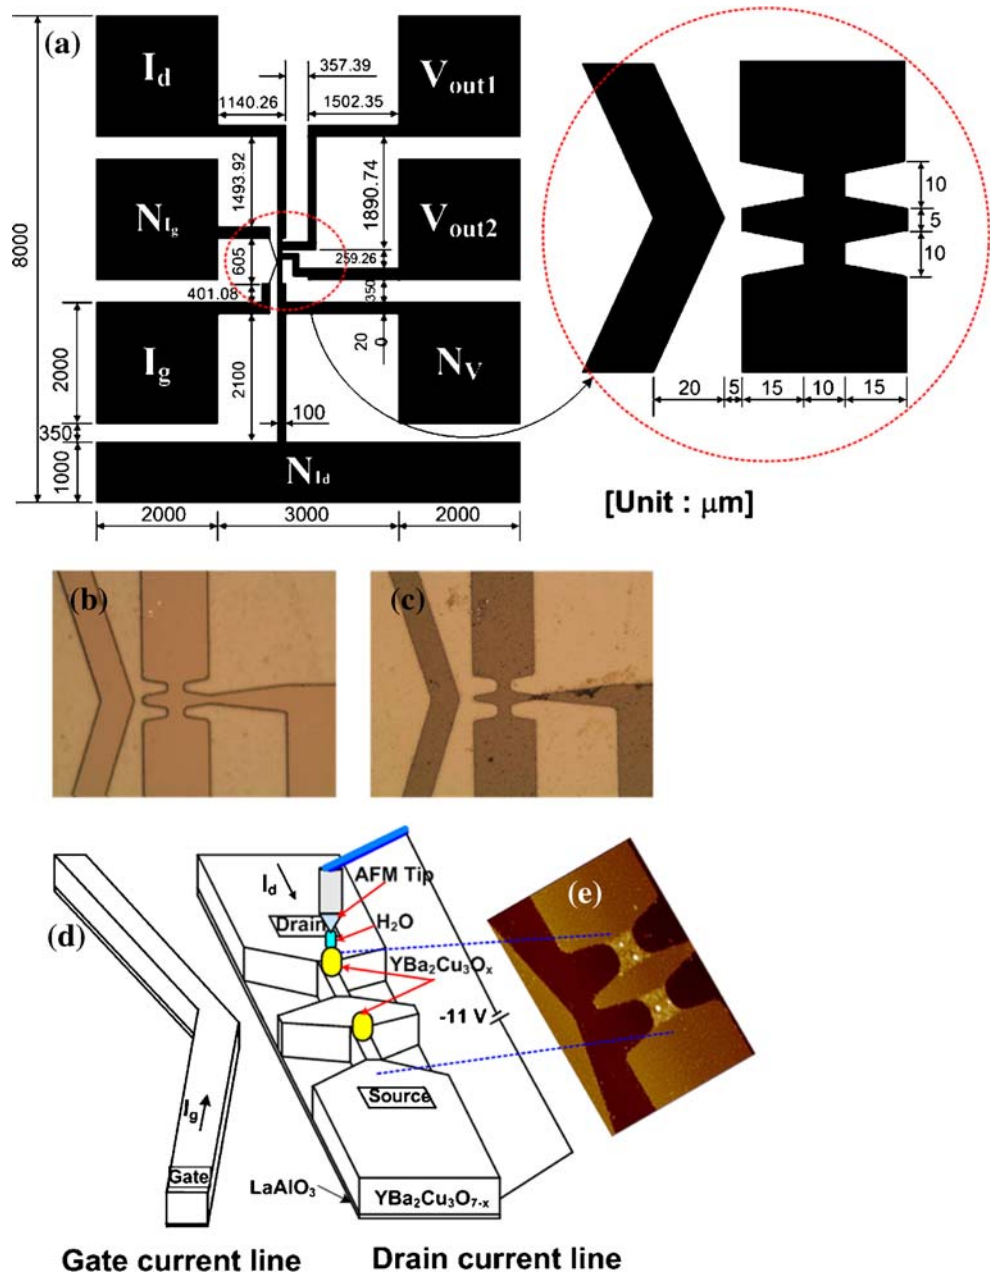 (a)
I_d
V_out1
357.39
1140.26
1502.35
N_Ig
V_out2
1493.92
1890.74
8000
605
259.26
401.08
350
I_g
N_V
20
0
2000
2100
100
350
1000
N_Id
2000
3000
2000
10
5
10
20
5
15
10
15
[Unit : μm]
(b)
(c)
(d)
I_d
AFM Tip
Drain
H₂O
YBa₂Cu₃Oₓ
(e)
-11 V
I_g
Source
Gate
LaAlO₃
YBa₂Cu₃O₇₋ₓ
Gate current line
Drain current line